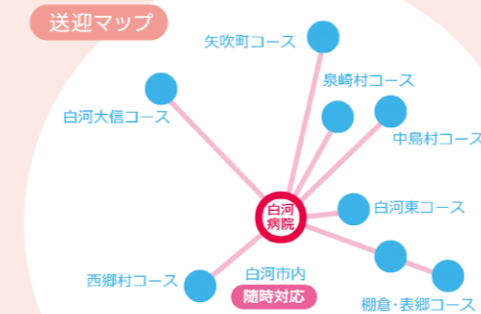 送迎マップ
矢吹町コース
泉崎村コース
白河大信コース
中島村コース
白河
病院
白河東コース
西郷村コース
白河市内
随時対応
棚倉・表郷コース